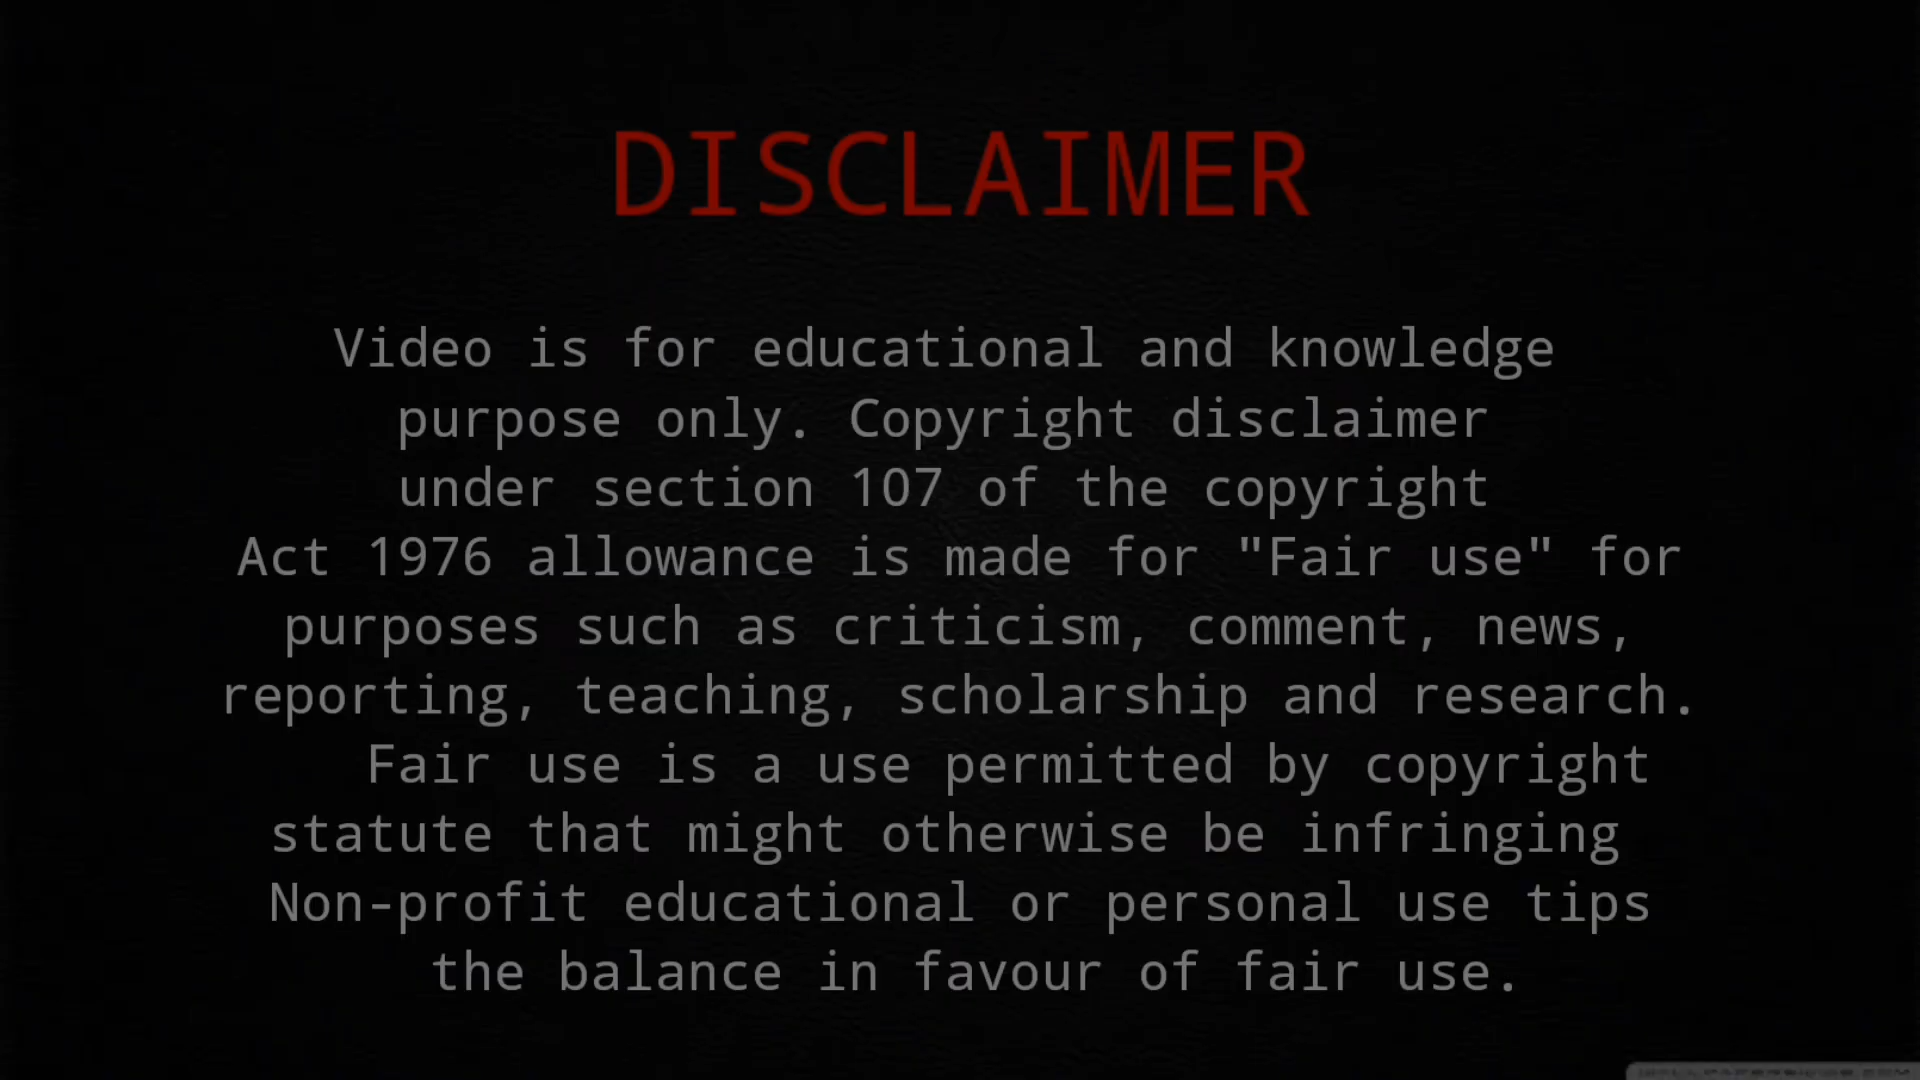 DISCLAIMER
Video is for educational and knowledge
purpose only. Copyright disclaimer
under section 107 of the copyright
Act 1976 allowance is made for "Fair use" for
purposes such as criticism, comment, news,
reporting, teaching, scholarship and research.
Fair use is a use permitted by copyright
statute that might otherwise be infringing
Non-profit educational or personal use tips
the balance in favour of fair use.